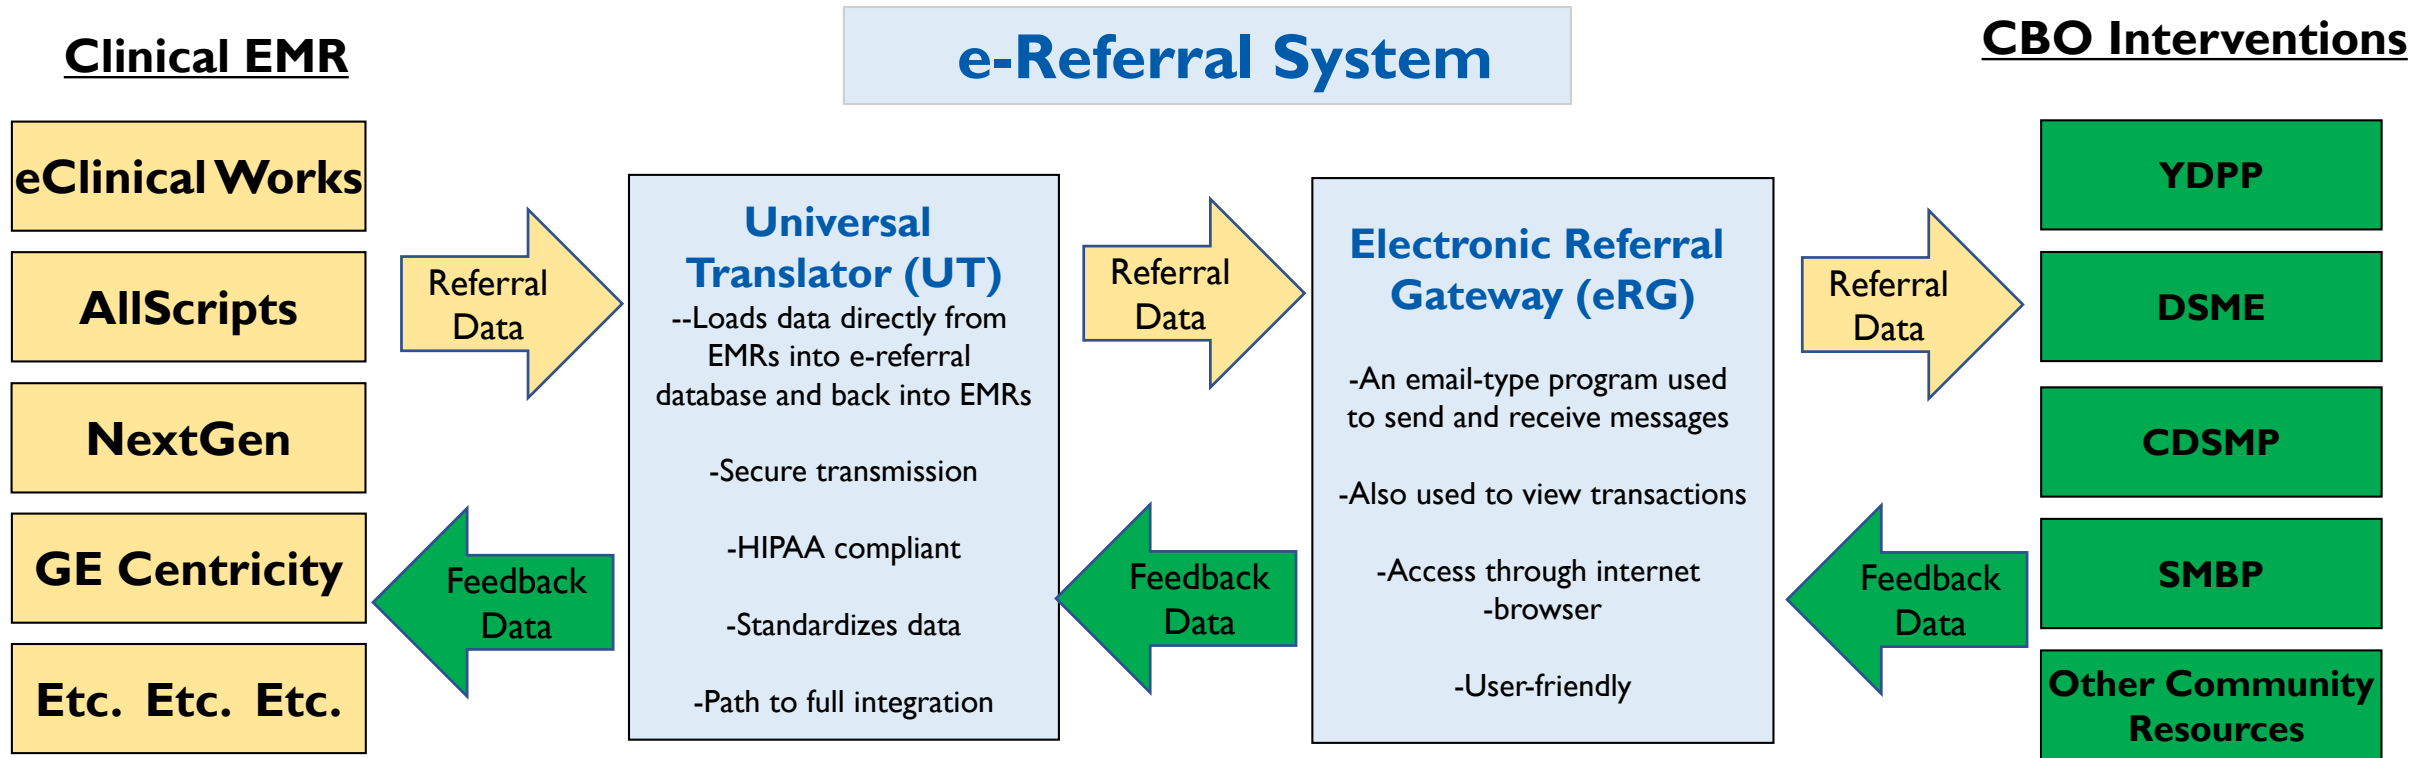 e-Referral System
Clinical EMR
eClinical Works
AllScripts
NextGen
GE Centricity
Etc. Etc. Etc.
Referral
Data
Feedback
Data
Universal
Translator (UT)
--Loads data directly from
EMRs into e-referral
database and back into EMRs
-Secure transmission
-HIPAA compliant
-Standardizes data
-Path to full integration
Referral
Data
Feedback
Data
Electronic Referral
Gateway (eRG)
-An email-type program used
to send and receive messages
-Also used to view transactions
-Access through internet
-browser
-User-friendly
Referral
Data
Feedback
Data
CBO Interventions
YDPP
DSME
CDSMP
SMBP
Other Community
Resources